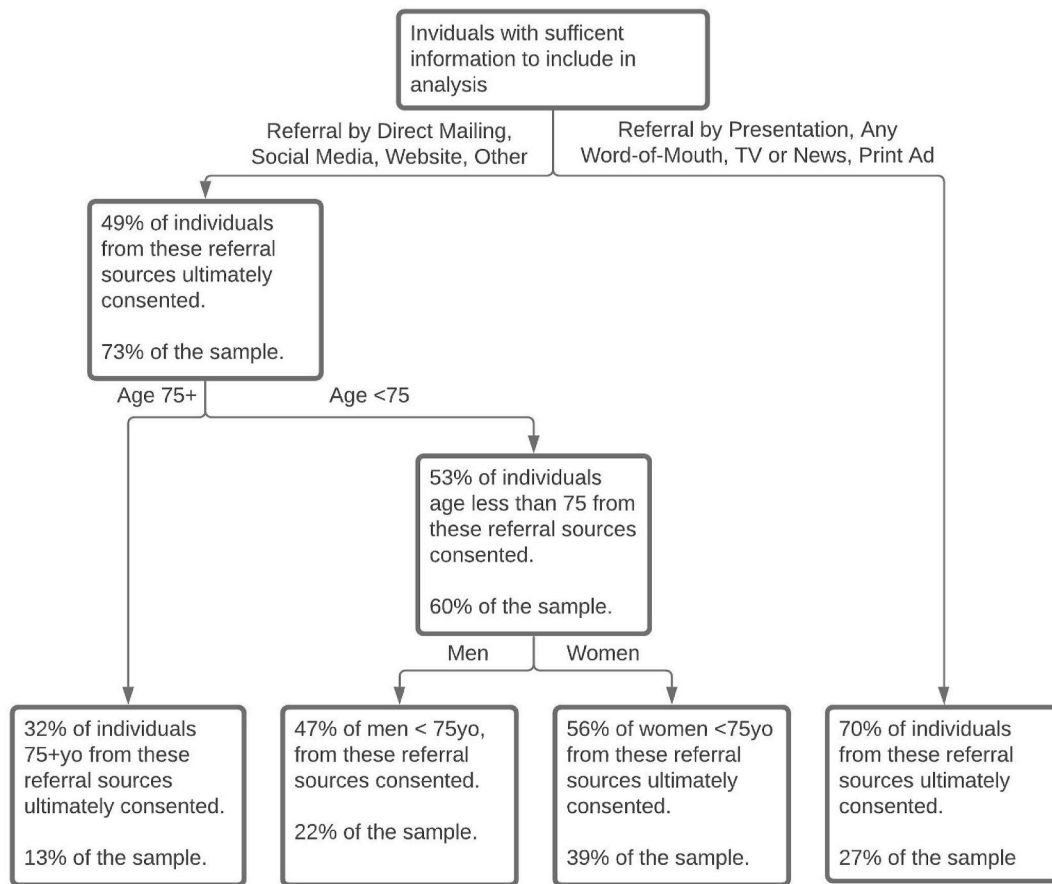 Inviduals with sufficent
information to include in
analysis
Referral by Direct Mailing,
Social Media, Website, Other
Referral by Presentation, Any
Word-of-Mouth, TV or News, Print Ad
49% of individuals
from these referral
sources ultimately
consented.
73% of the sample.
Age 75+
Age <75
53% of individuals
age less than 75 from
these referral sources
consented.
60% of the sample.
Men
Women
32% of individuals
75+yo from these
referral sources
ultimately consented.
13% of the sample.
47% of men < 75yo,
from these referral
sources consented.
22% of the sample.
56% of women <75yo
from these referral
sources ultimately
consented.
39% of the sample.
70% of individuals
from these referral
sources ultimately
consented.
27% of the sample